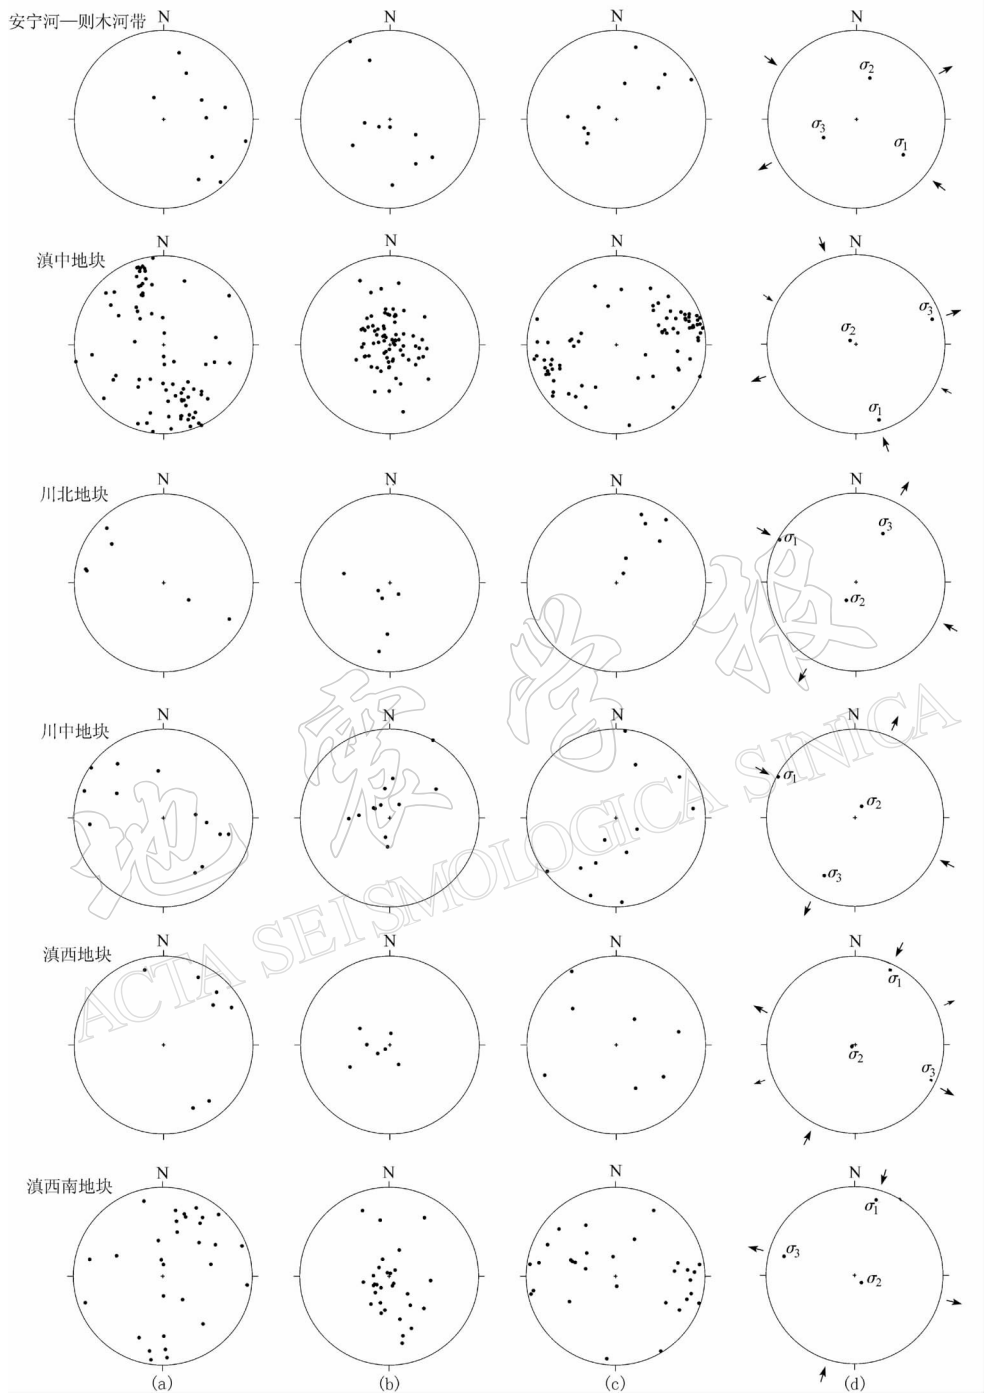 安宁河—则木河带
N N N N
σ2
σ3
σ1
滇中地块
N N N N
σ3
σ2
σ1
川北地块
N N N N
σ3
σ1
σ2
川中地块
N N N N
σ1
σ2
σ3
地震学报
ACTA SEISMOLOGICA SINICA
滇西地块
N N N N
σ1
σ2
σ3
滇西南地块
N N N N
σ1
σ3
σ2
(a) (b) (c) (d)